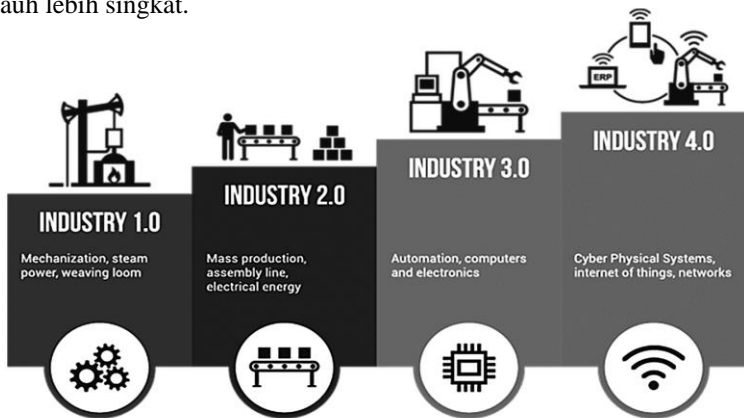 auh lebih singkat.
ERP
INDUSTRY 1.0
Mechanization, steam
power, weaving loom
INDUSTRY 2.0
Mass production,
assembly line,
electrical energy
INDUSTRY 3.0
Automation, computers
and electronics
INDUSTRY 4.0
Cyber Physical Systems,
internet of things, networks